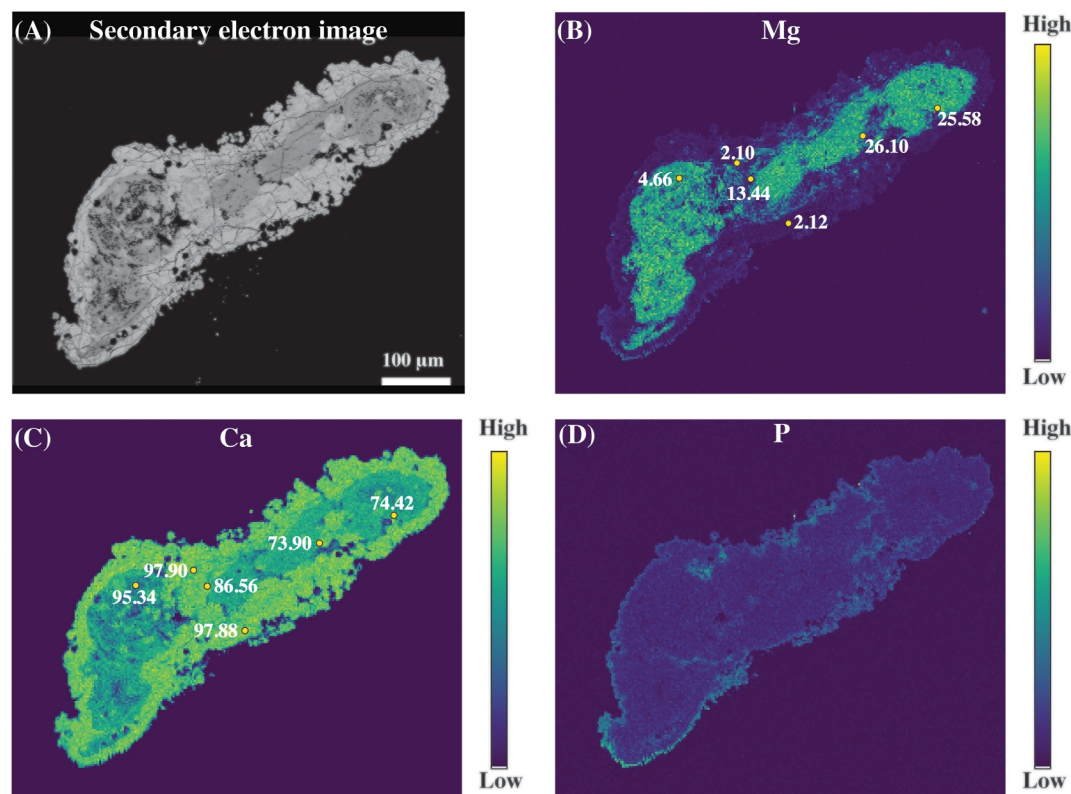 (A) Secondary electron image
100 µm
(B) Mg
High
25.58
26.10
2.10
4.66
13.44
2.12
Low
(C) Ca
High
74.42
73.90
97.90
86.56
95.34
97.88
Low
(D) P
High
Low